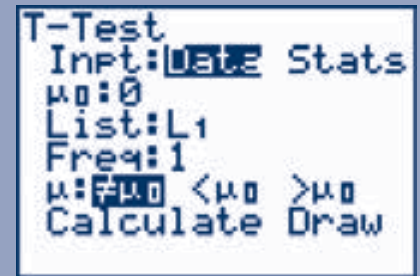 T-Test
Inpt:Data Stats
μ₀:0
List:L₁
Freq:1
μ:≠μ₀ <μ₀ >μ₀
Calculate Draw